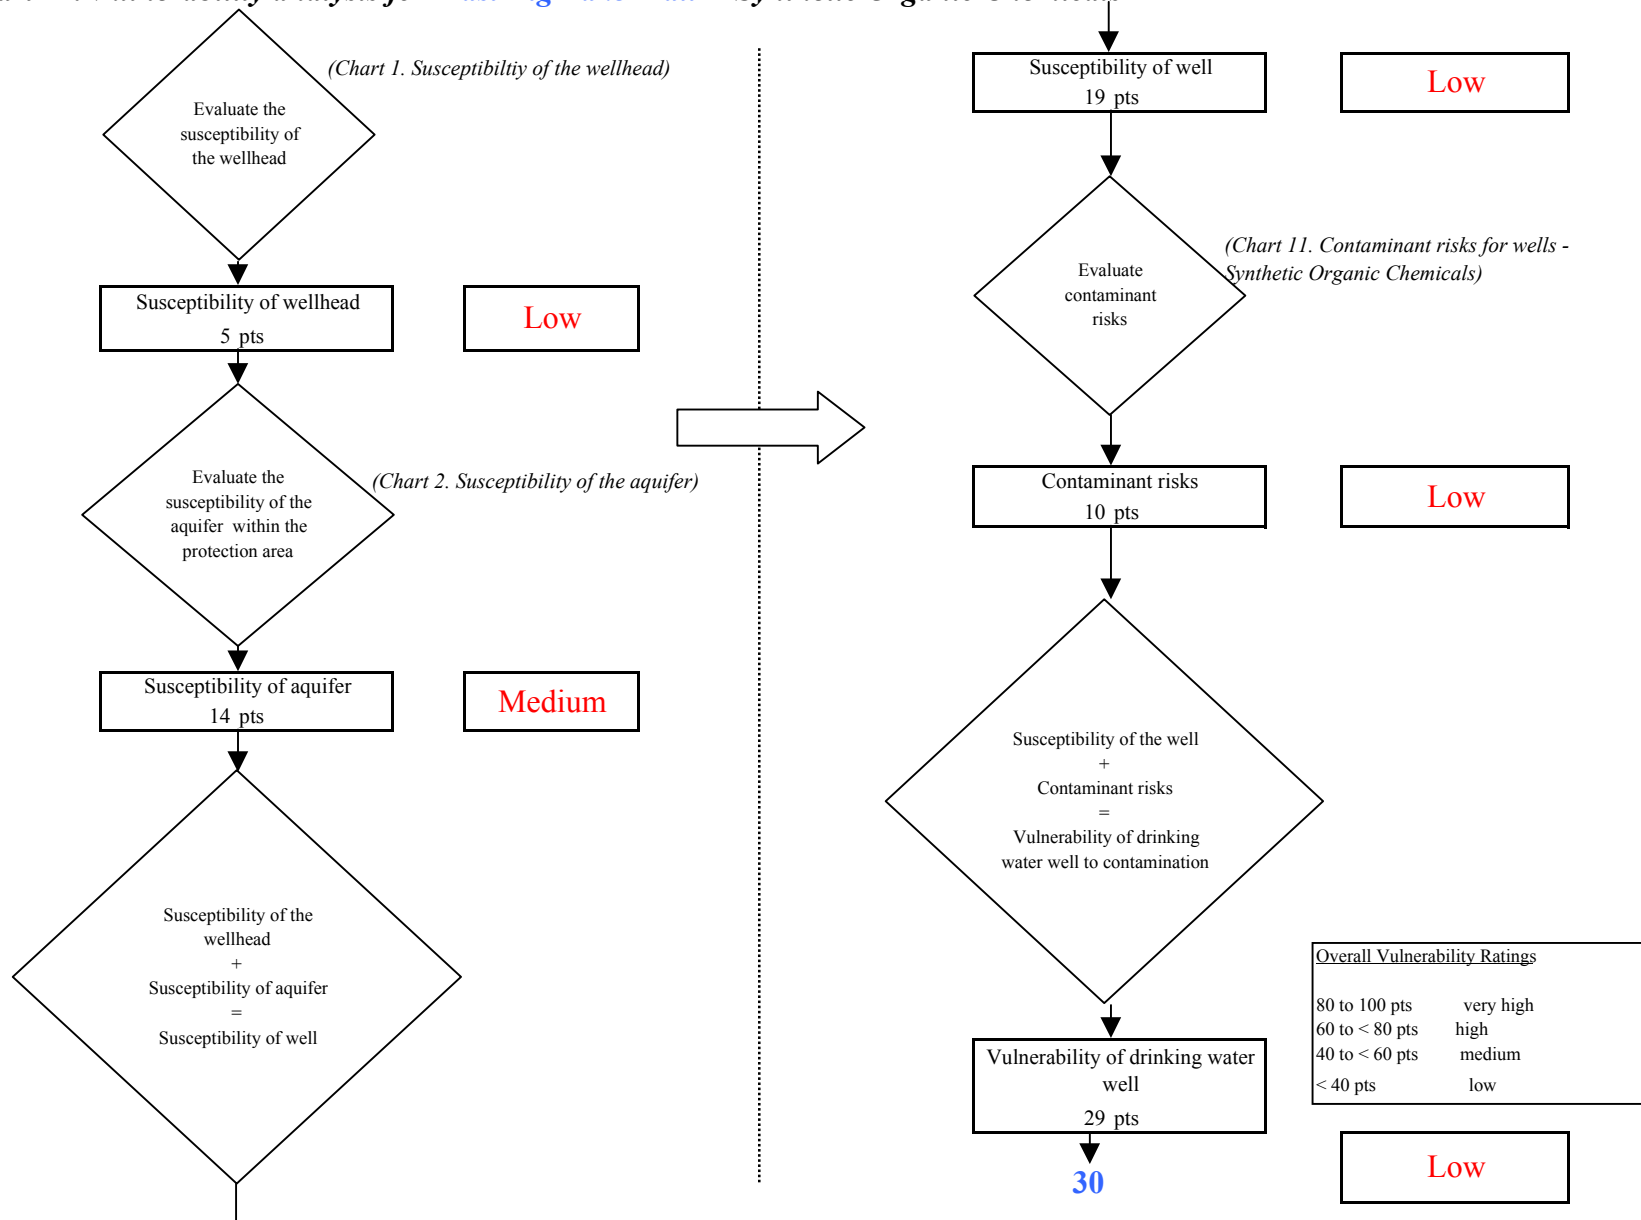 Synthetic Organic Chemicals
(Chart 1. Susceptibiltiy of the wellhead)
Evaluate the
susceptibility of
the wellhead
Susceptibility of wellhead
5 pts
Low
Evaluate the
susceptibility of the
aquifer within the
protection area
(Chart 2. Susceptibility of the aquifer)
Susceptibility of aquifer
14 pts
Medium
Susceptibility of the
wellhead
+
Susceptibility of aquifer
=
Susceptibility of well
Susceptibility of well
19 pts
Low
Evaluate
contaminant
risks
(Chart 11. Contaminant risks for wells -
Synthetic Organic Chemicals)
Contaminant risks
10 pts
Low
Susceptibility of the well
+
Contaminant risks
=
Vulnerability of drinking
water well to contamination
Vulnerability of drinking water
well
29 pts
30
Overall Vulnerability Ratings
80 to 100 pts very high
60 to < 80 pts high
40 to < 60 pts medium
< 40 pts low
Low